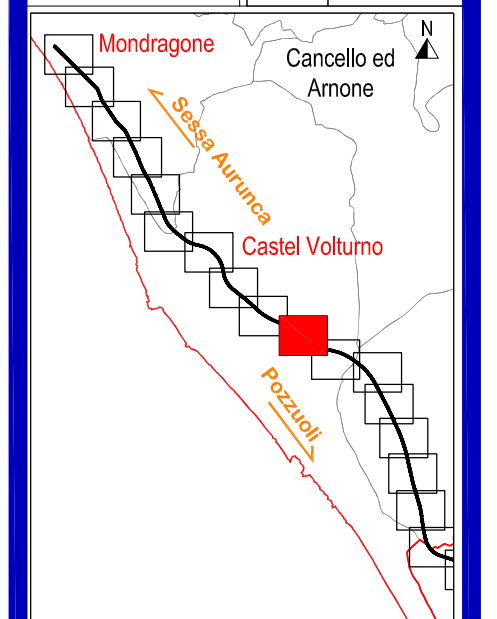 N
Mondragone
Cancello ed
Arnone
Sessa Aurunca
Castel Volturno
Pozzuoli